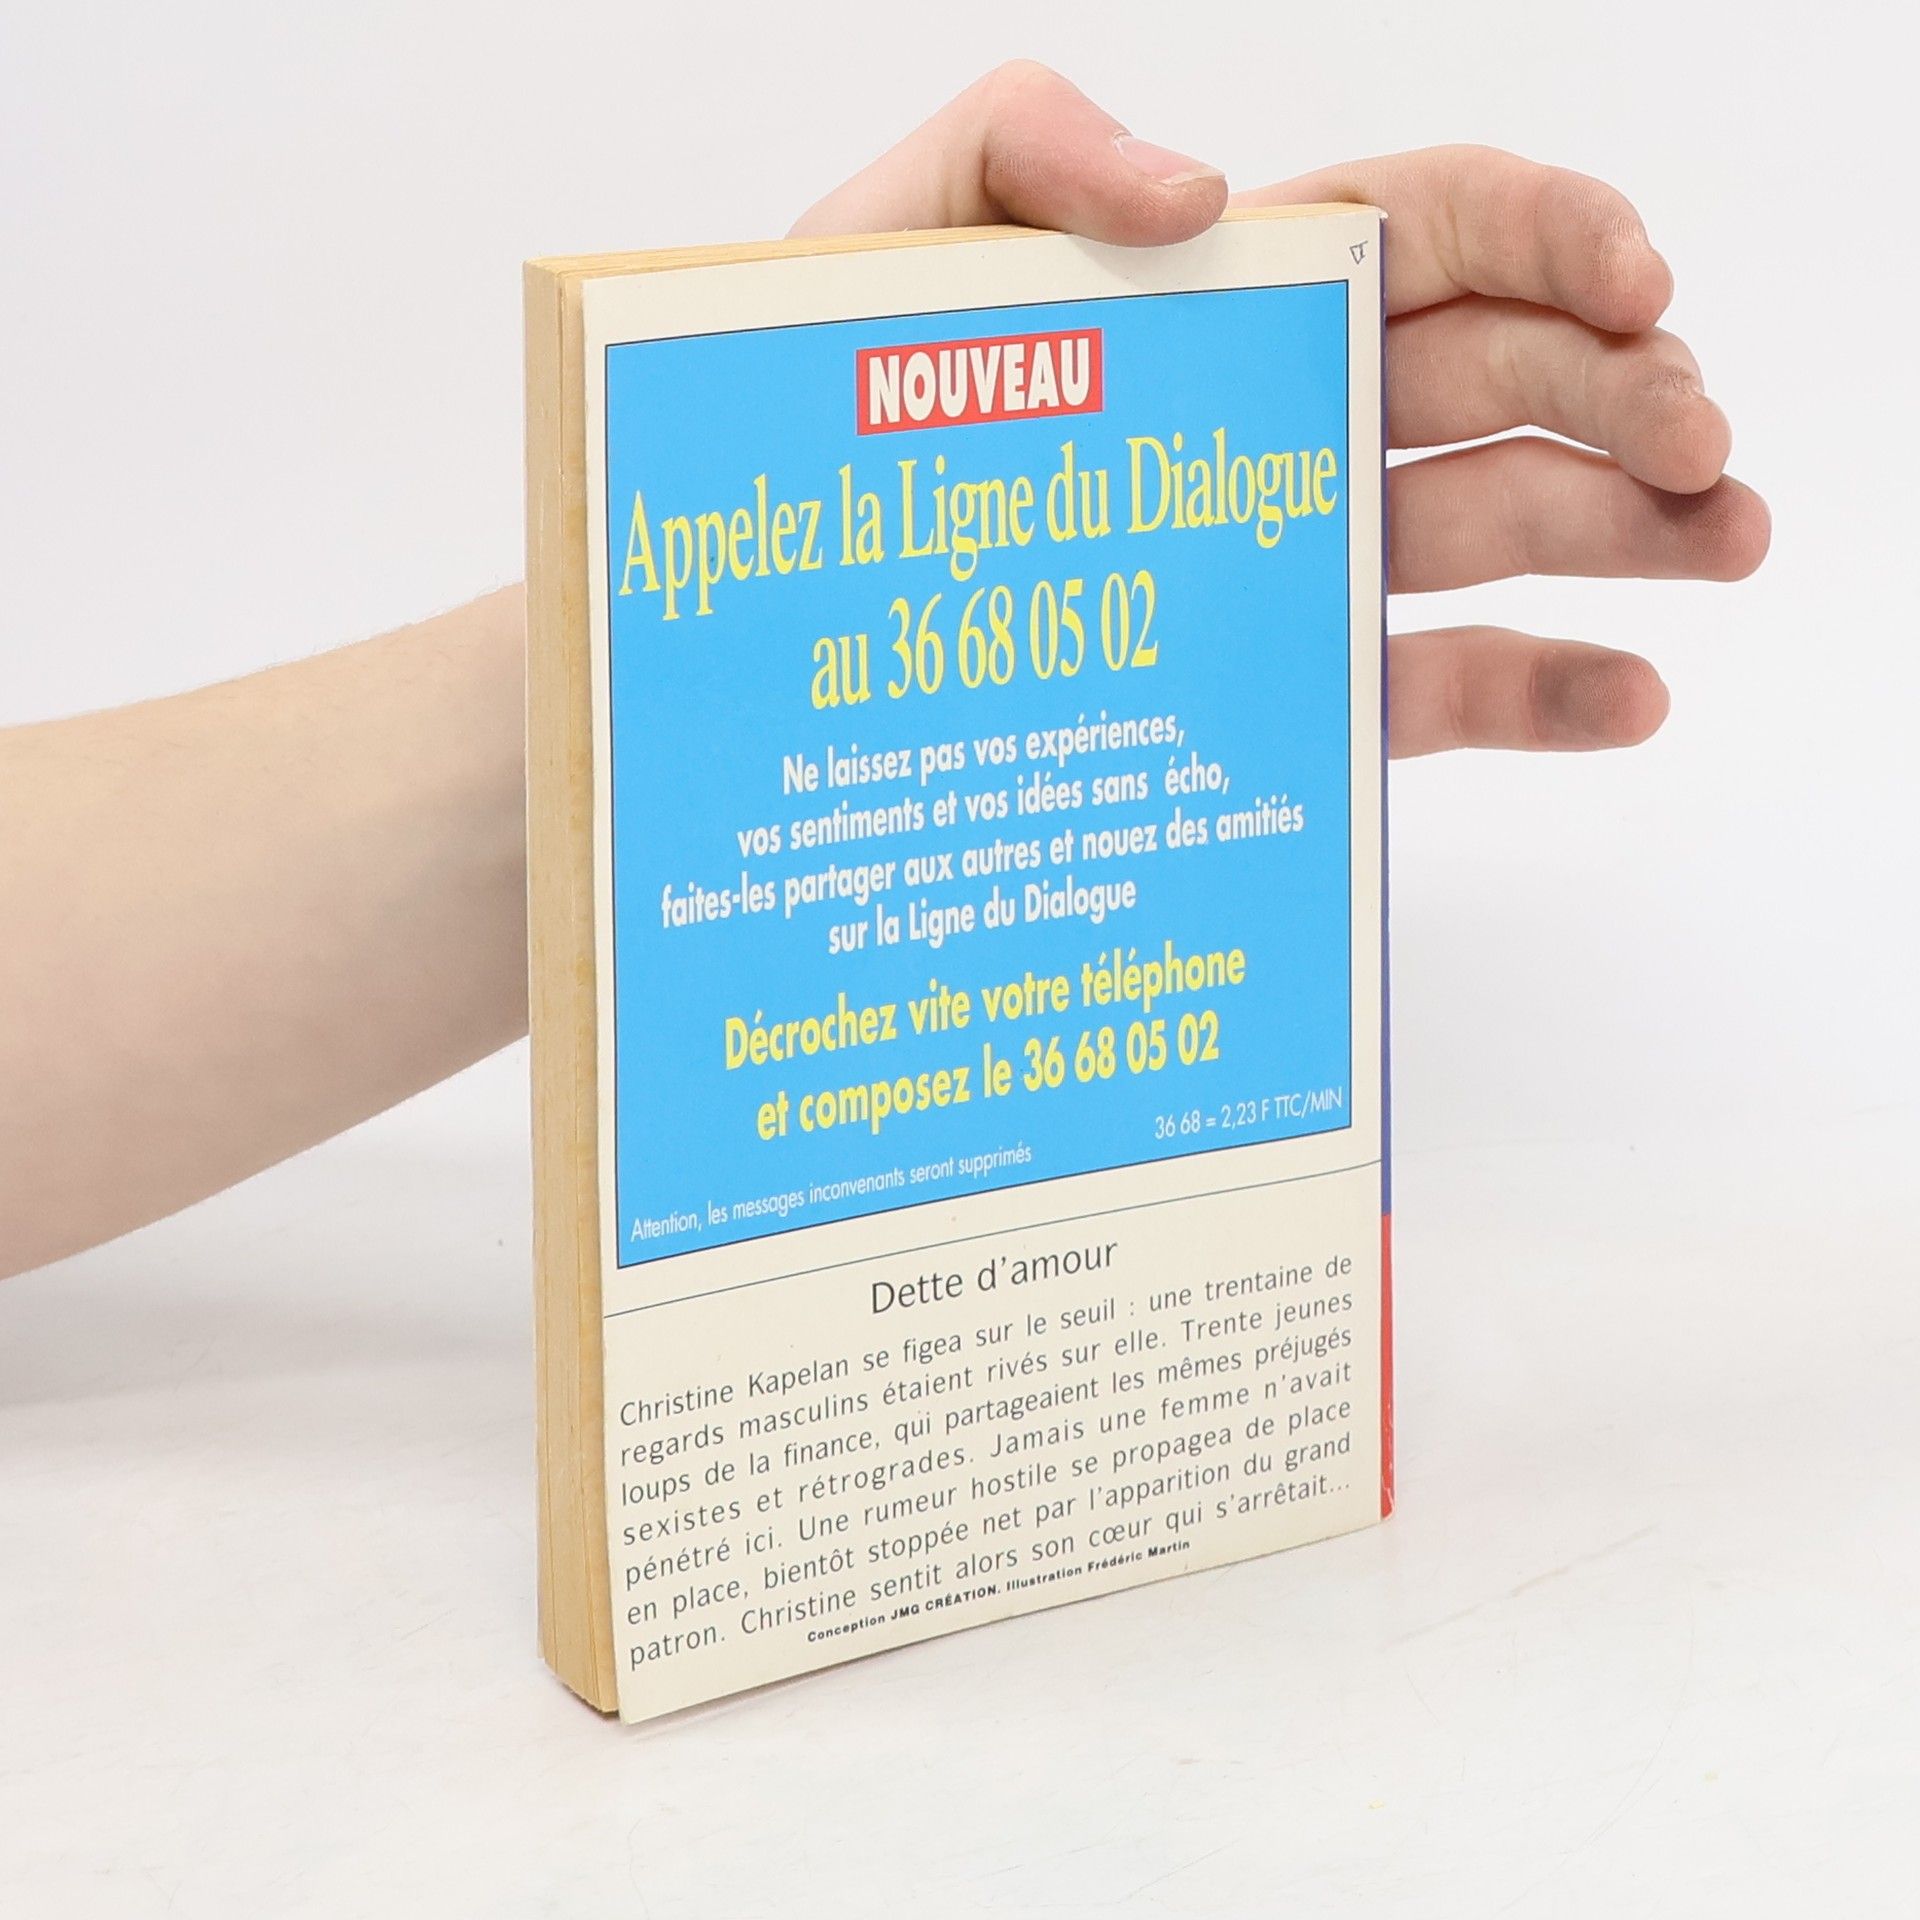 NOUVEAU
Appelez la Ligne du Dialogue
au 36 68 05 02
Ne laissez pas vos expériences,
vos sentiments et vos idées sans écho,
faites-les partager aux autres et nouez des amitiés
sur la Ligne du Dialogue
Décrochez vite votre téléphone
et composez le 36 68 05 02
36 68 = 2,23 F TTC/MIN
Attention, les messages inconvenants seront supprimés
Dette d'amour
Christine Kapelan se figea sur le seuil : une trentaine de
regards masculins étaient rivés sur elle. Trente jeunes
loups de la finance, qui partageaient les mêmes préjugés
sexistes et rétrogrades. Jamais une femme n'avait
pénétré ici. Une rumeur hostile se propagea de place
en place, bientôt stoppée net par l'apparition du grand
patron. Christine sentit alors son cœur qui s'arrêtait...
Conception JMG CRÉATION. Illustration Frédéric Martin